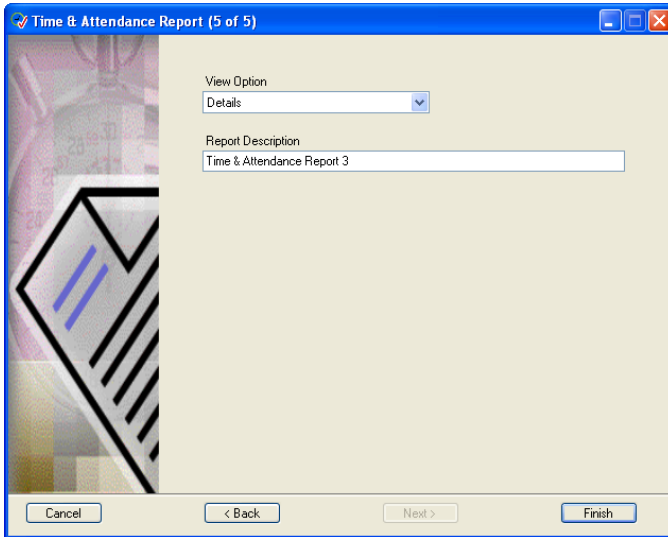 Time & Attendance Report (5 of 5)
View Option
Details
Report Description
Time & Attendance Report 3
Cancel
< Back
Next >
Finish